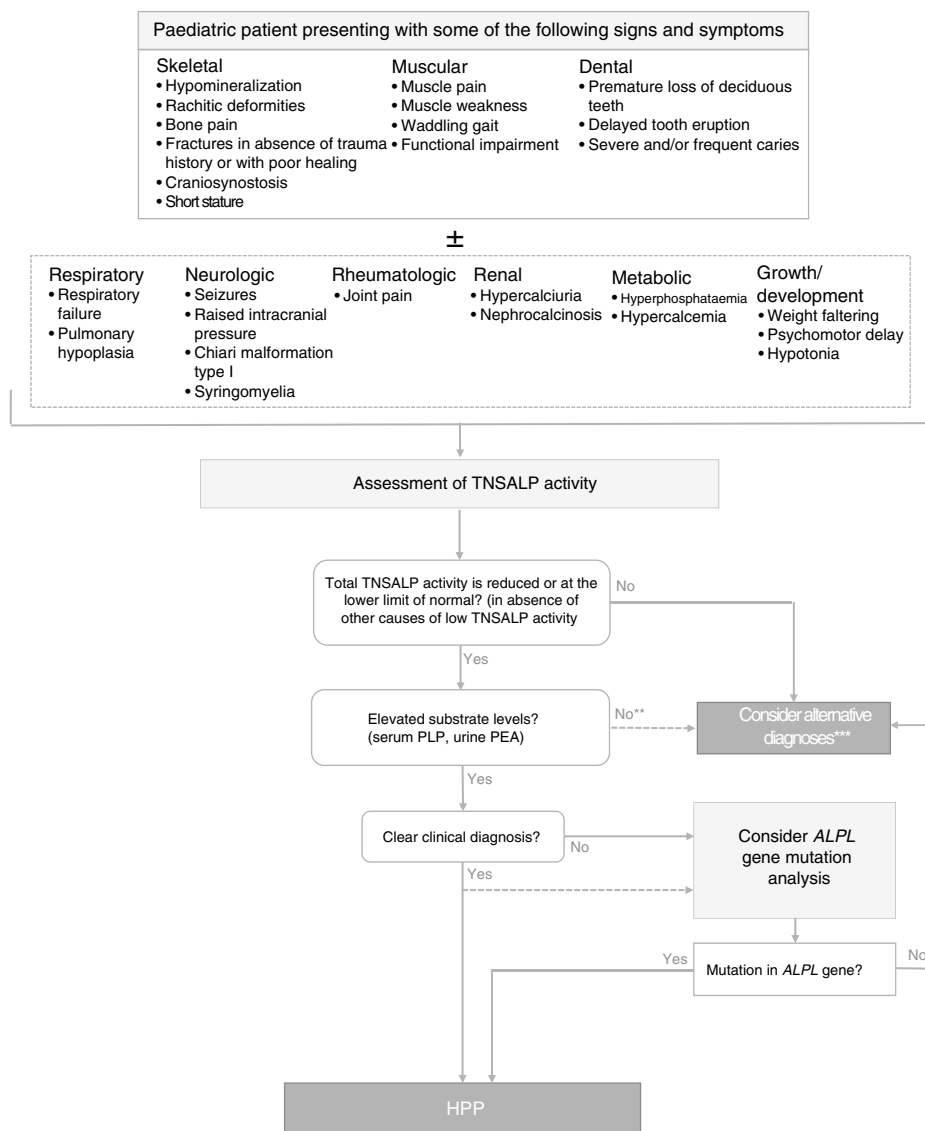 Paediatric patient presenting with some of the following signs and symptoms
Skeletal
• Hypomineralization
• Rachitic deformities
• Bone pain
• Fractures in absence of trauma
history or with poor healing
• Craniosynostosis
• Short stature
Muscular
• Muscle pain
• Muscle weakness
• Waddling gait
• Functional impairment
Dental
• Premature loss of deciduous
teeth
• Delayed tooth eruption
• Severe and/or frequent caries
±
Respiratory
• Respiratory
failure
• Pulmonary
hypoplasia
Neurologic
• Seizures
• Raised intracranial
pressure
• Chiari malformation
type I
• Syringomyelia
Rheumatologic
• Joint pain
Renal
• Hypercalciuria
• Nephrocalcinosis
Metabolic
• Hyperphosphataemia
• Hypercalcemia
Growth/
development
• Weight faltering
• Psychomotor delay
• Hypotonia
Assessment of TNSALP activity
Total TNSALP activity is reduced or at the
lower limit of normal? (in absence of
other causes of low TNSALP activity
No
Yes
Elevated substrate levels?
(serum PLP, urine PEA)
No**
Consider alternative
diagnoses***
Yes
Clear clinical diagnosis?
No
Consider ALPL
gene mutation
analysis
Yes
Yes
Mutation in ALPL gene?
No
HPP